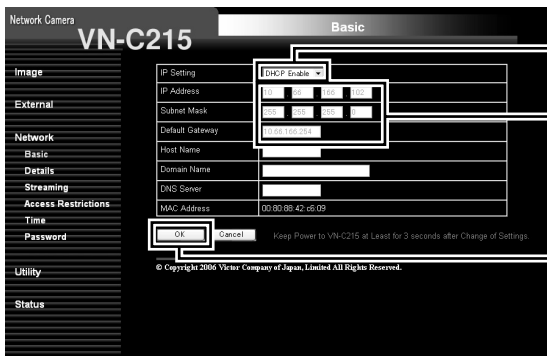 Network Camera
VN-C215
Basic
Image
External
Network
Basic
Details
Streaming
Access Restrictions
Time
Password
Utility
Status
IP Setting DHCP Enable
IP Address 10 . 66 . 166 . 102
Subnet Mask 255 . 255 . 255 . 0
Default Gateway 10.66.166.254
Host Name
Domain Name
DNS Server
MAC Address 00:80:88:42:c6:09
OK Cancel Keep Power to VN-C215 at Least for 3 seconds after Change of Settings.
© Copyright 2006 Victor Company of Japan, Limited All Rights Reserved.